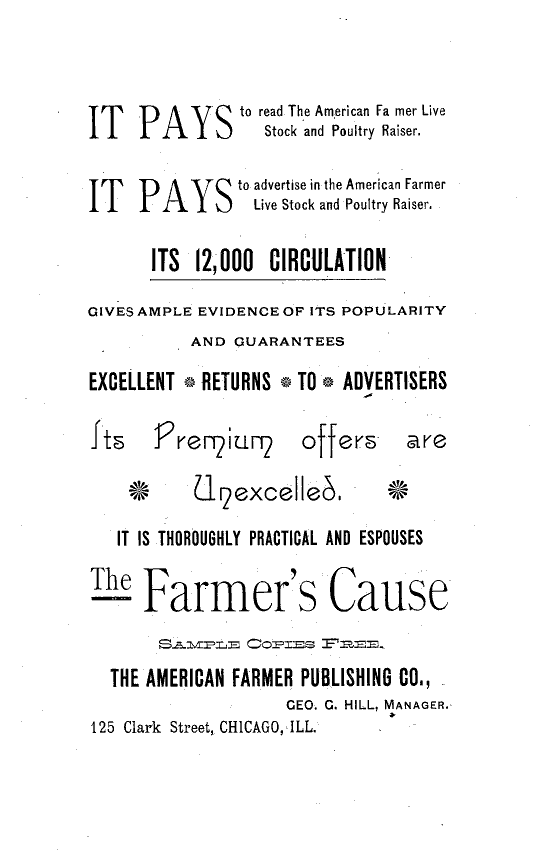 IT PAYS to read The American Fa mer Live
Stock and Poultry Raiser.
IT PAYS to advertise in the American Farmer
Live Stock and Poultry Raiser.
ITS 12,000 CIRCULATION
GIVES AMPLE EVIDENCE OF ITS POPULARITY
AND GUARANTEES
EXCELLENT ❋ RETURNS ❋ TO ❋ ADVERTISERS
Its Premium offers are
❋ Unexcelled. ❋
IT IS THOROUGHLY PRACTICAL AND ESPOUSES
The Farmer's Cause
SAMPLE COPIES FREE.
THE AMERICAN FARMER PUBLISHING CO.,
GEO. G. HILL, MANAGER.
125 Clark Street, CHICAGO, ILL.